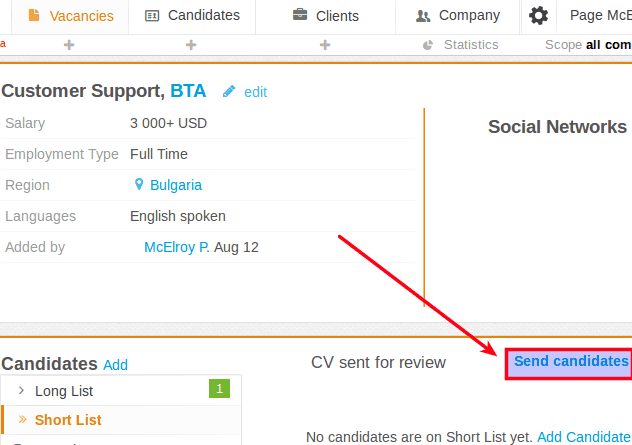 Vacancies Candidates Clients Company Page McE
a Statistics Scope all com
Customer Support, BTA edit
Salary 3 000+ USD
Social Networks
Employment Type Full Time
Region Bulgaria
Languages English spoken
Added by McElroy P. Aug 12
Candidates Add CV sent for review Send candidates
Long List 1
Short List
No candidates are on Short List yet. Add Candidate